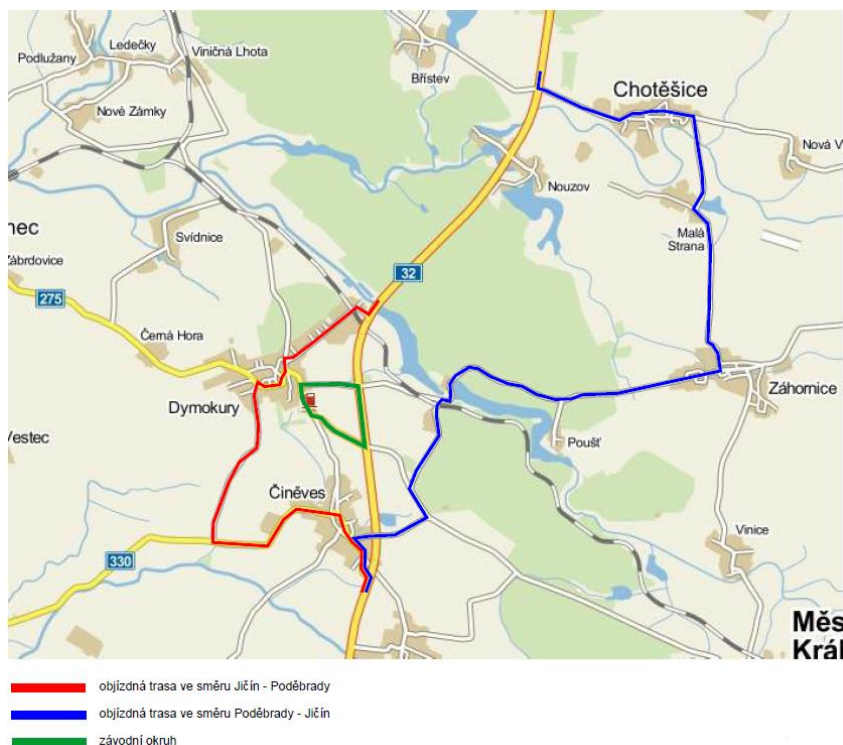 Ledečky
Podlužany
Viničná Lhota
Břístev
Chotěšice
Nové Zámky
Nová V
Nouzov
Svídnice
Malá
Strana
nec
Zábrdovice
32
275
Černá Hora
Záhornice
Dymokury
Poušť
Vestec
Činěves
Vinice
330
Měs
Král
objízdná trasa ve směru Jičín - Poděbrady
objízdná trasa ve směru Poděbrady - Jičín
závodní okruh